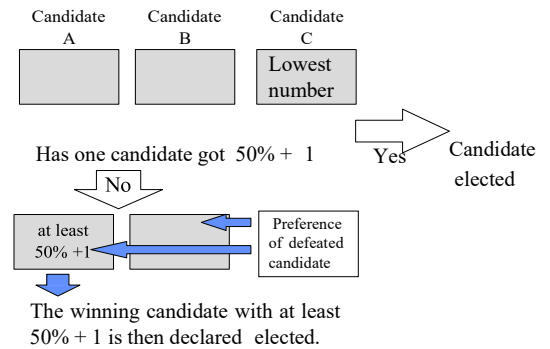 Candidate
A
Candidate
B
Candidate
C
Lowest
number
Has one candidate got 50% + 1
Yes
Candidate
elected
No
at least
50% +1
Preference
of defeated
candidate
The winning candidate with at least
50% + 1 is then declared elected.